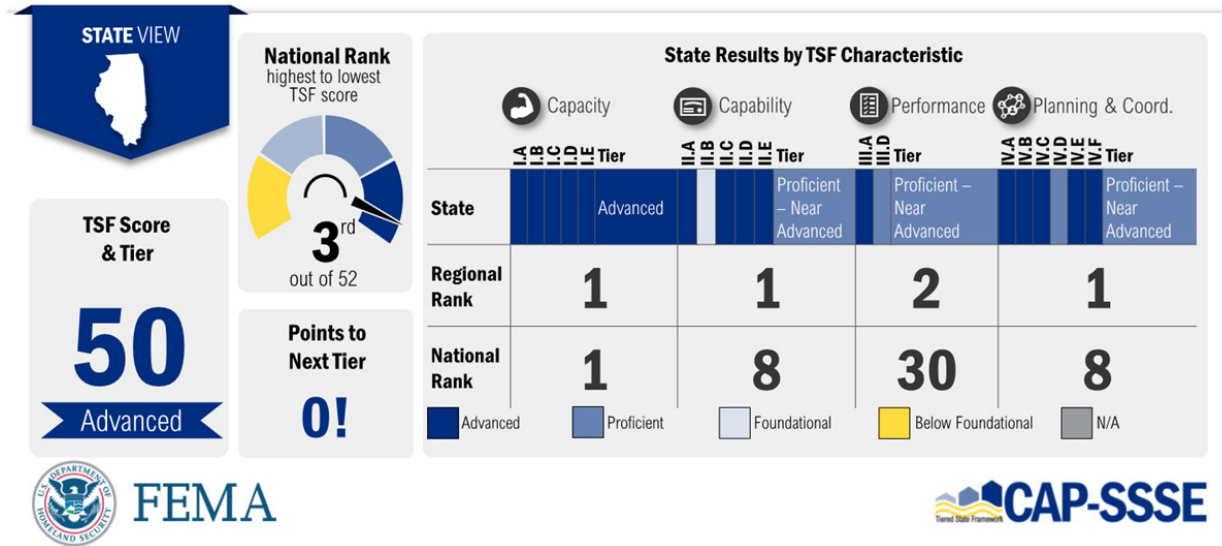 STATE VIEW
TSF Score
& Tier
50
Advanced
National Rank
highest to lowest
TSF score
3rd
out of 52
Points to
Next Tier
0!
State Results by TSF Characteristic
Capacity
Capability
Performance
Planning & Coord.
I.A I.B I.C I.D I.E Tier
II.A II.B II.C II.D II.E Tier
III.A III.D Tier
IV.A IV.B IV.C IV.D IV.E IV.F Tier
State
Advanced
Proficient
– Near
Advanced
Proficient –
Near
Advanced
Proficient –
Near
Advanced
Regional
Rank
1 1 2 1
National
Rank
1 8 30 8
Advanced
Proficient
Foundational
Below Foundational
N/A
U.S. DEPARTMENT OF
HOMELAND SECURITY
FEMA
Tiered State Framework
CAP-SSSE